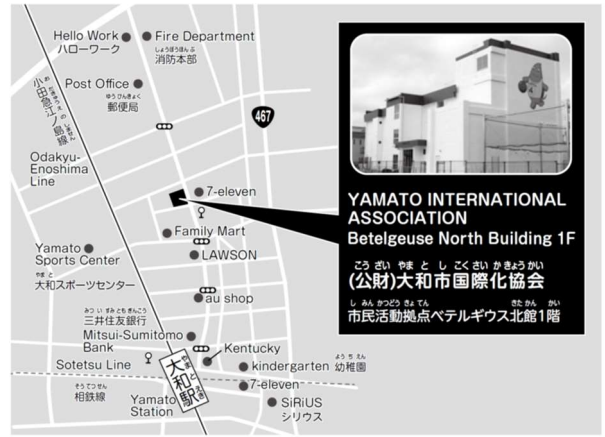 Hello Work
ハローワーク
Fire Department
しょうぼうほんぶ
消防本部
Post Office
ゆうびんきょく
郵便局
467
おだきゅうえのしません
小田急江ノ島線
Odakyu-
Enoshima
Line
7-eleven
Family Mart
LAWSON
Yamato
Sports Center
やまと
大和スポーツセンター
au shop
みついすみともぎんこう
三井住友銀行
Mitsui-Sumitomo
Bank
Kentucky
Sotetsu Line
そうてつせん
相鉄線
kindergarten 幼稚園
ようちえん
7-eleven
やまとえき
大和駅
Yamato
Station
SiRiUS
シリウス
YAMATO INTERNATIONAL
ASSOCIATION
Betelgeuse North Building 1F
こうざい やまとし こくさいかきょうかい
(公財)大和市国際化協会
しみんかつどうきょてん きたかん かい
市民活動拠点ベテルギウス北館1階